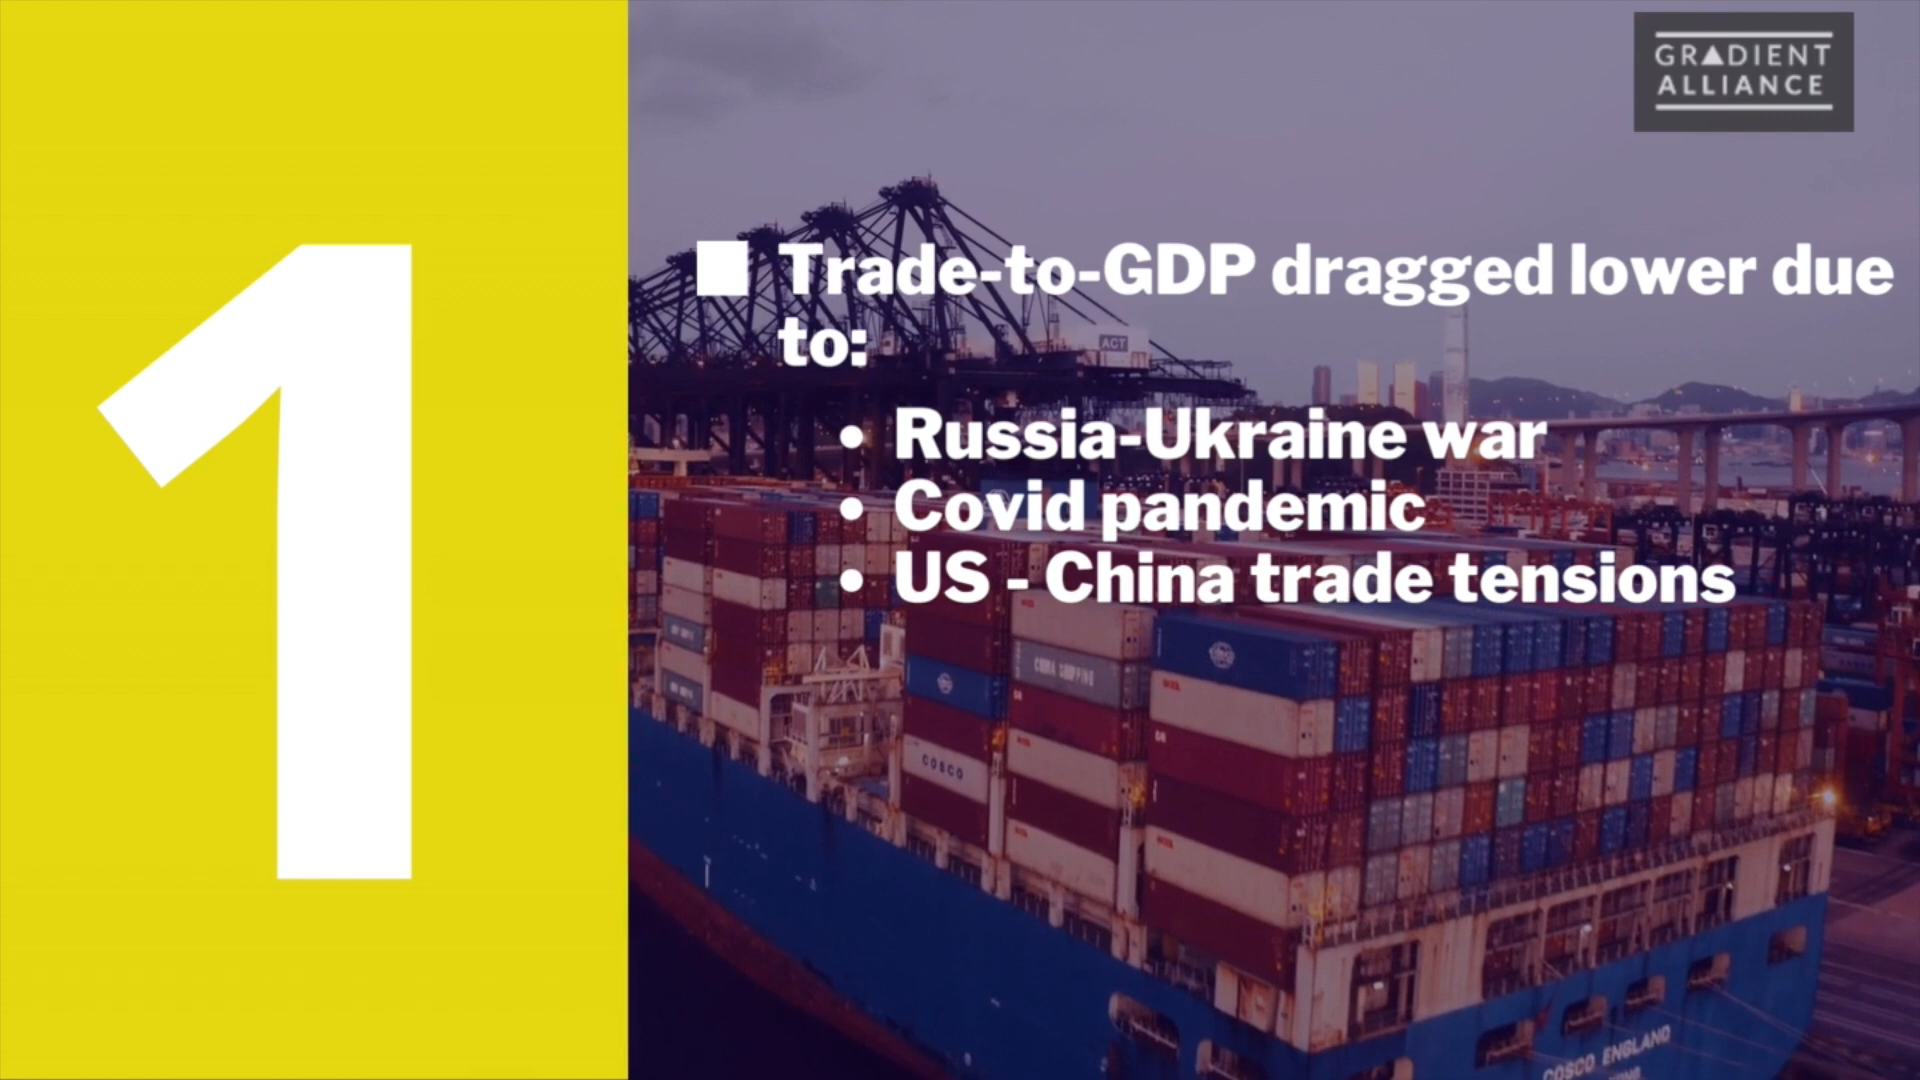 GRADIENT
ALLIANCE
1
Trade-to-GDP dragged lower due
to:
• Russia-Ukraine war
• Covid pandemic
• US - China trade tensions
ACT
CHINA SHIPPING
COSCO
COSCO ENGLAND